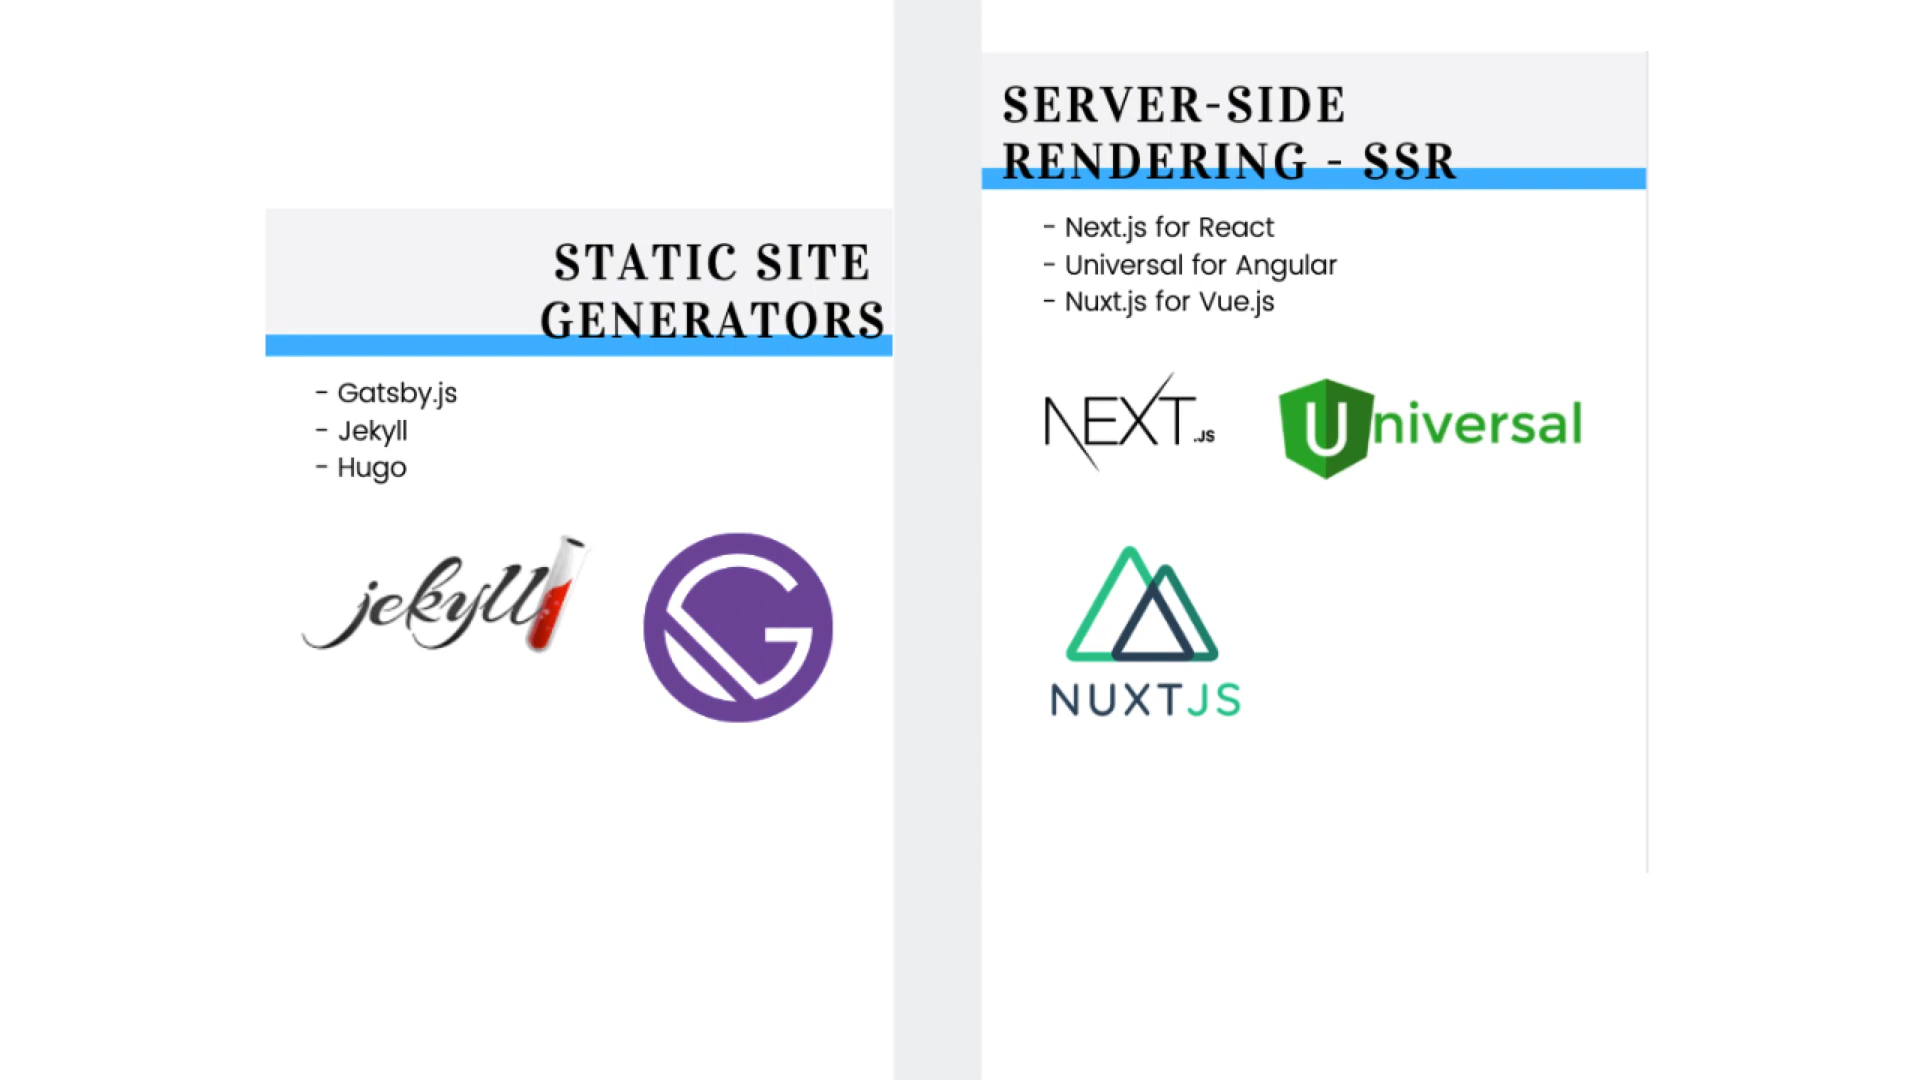 STATIC SITE
GENERATORS
- Gatsby.js
- Jekyll
- Hugo
jekyll
SERVER-SIDE
RENDERING - SSR
- Next.js for React
- Universal for Angular
- Nuxt.js for Vue.js
NEXT.JS
Universal
NUXTJS